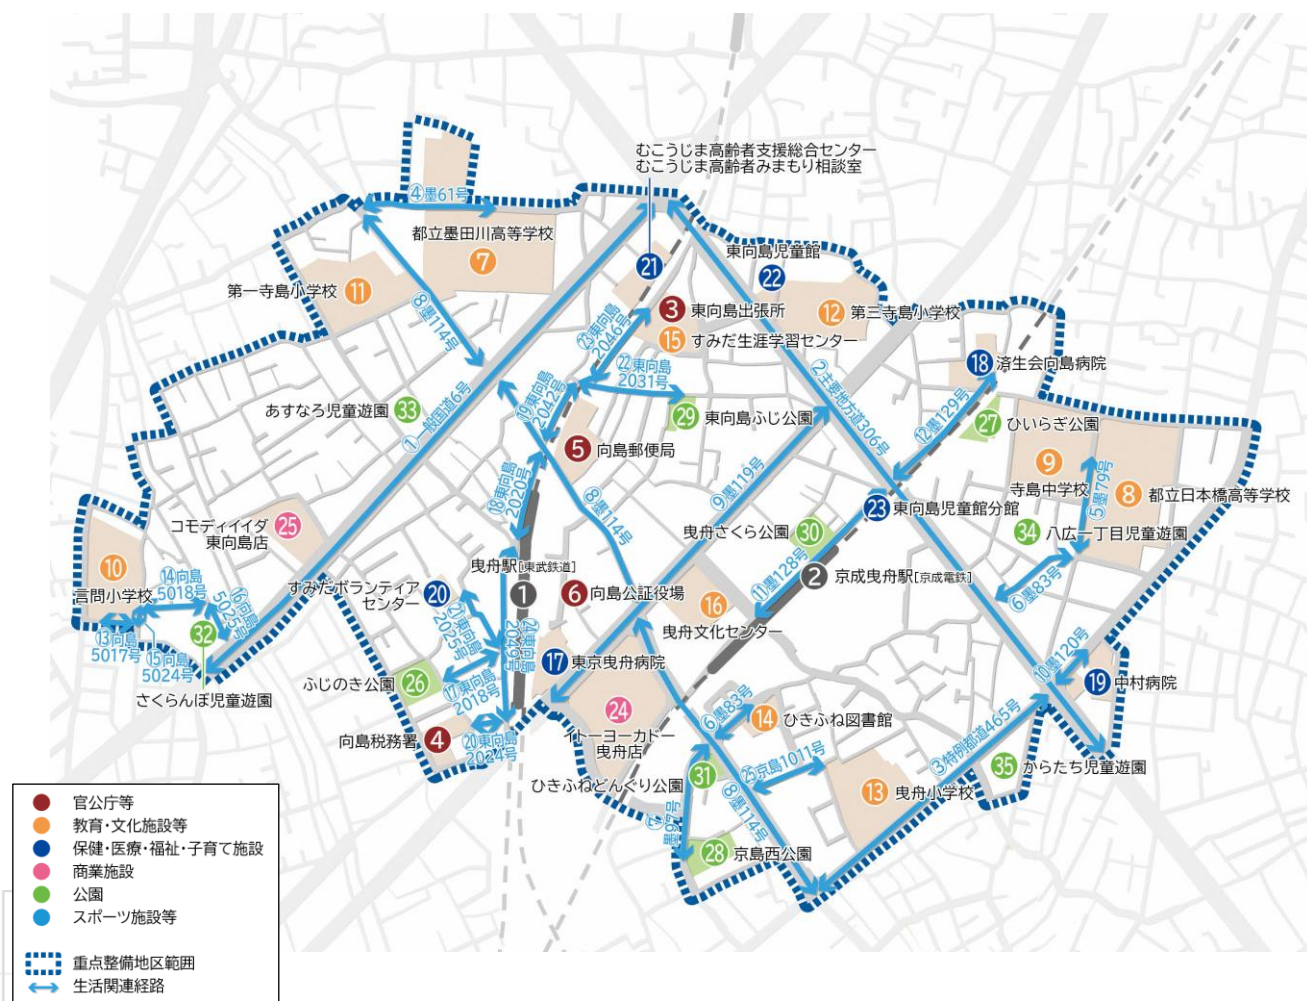 むこうじま高齢者支援総合センター
むこうじま高齢者みまもり相談室
④墨61号
都立墨田川高等学校
⑦
㉑
東向島児童館
㉒
第一寺島小学校
⑪
⑧墨114号
③
東向島出張所
⑮
すみだ生涯学習センター
⑫
第三寺島小学校
㉓東向島
2046号
㉒東向島
2031号
②主要地方道306号
⑱
済生会向島病院
⑫墨129号
あすなろ児童遊園
㉝
①一般国道6号
⑲東向島
2042号
㉙
東向島ふじ公園
㉗
ひいらぎ公園
⑤
向島郵便局
⑨墨119号
⑨
寺島中学校
⑤墨79号
⑧
都立日本橋高等学校
⑱東向島
2020号
⑧墨114号
コモディイイダ
東向島店
㉕
曳舟さくら公園
㉚
㉓
東向島児童館分館
㉞
八広一丁目児童遊園
⑩
言問小学校
⑭向島
5018号
⑯向島
5025号
⑬向島
5017号
⑮向島
5024号
㉜
さくらんぼ児童遊園
すみだボランティア
センター
⑳
曳舟駅[東武鉄道]
①
⑥
向島公証役場
⑯
曳舟文化センター
⑪墨128号
②
京成曳舟駅[京成電鉄]
⑥墨83号
㉑東向島
2025号
㉔東向島
2049号
⑰東向島
2018号
ふじのき公園
㉖
⑰
東京曳舟病院
⑩墨120号
⑲
中村病院
向島税務署
④
⑳東向島
2024号
㉔
イトーヨーカドー
曳舟店
⑥墨83号
⑭
ひきふね図書館
③特例都道465号
ひきふねどんぐり公園
㉛
㉕京島1011号
⑬
曳舟小学校
㉟
からたち児童遊園
⑦
墨97号
⑧墨114号
㉘
京島西公園
官公庁等
教育・文化施設等
保健・医療・福祉・子育て施設
商業施設
公園
スポーツ施設等
重点整備地区範囲
生活関連経路